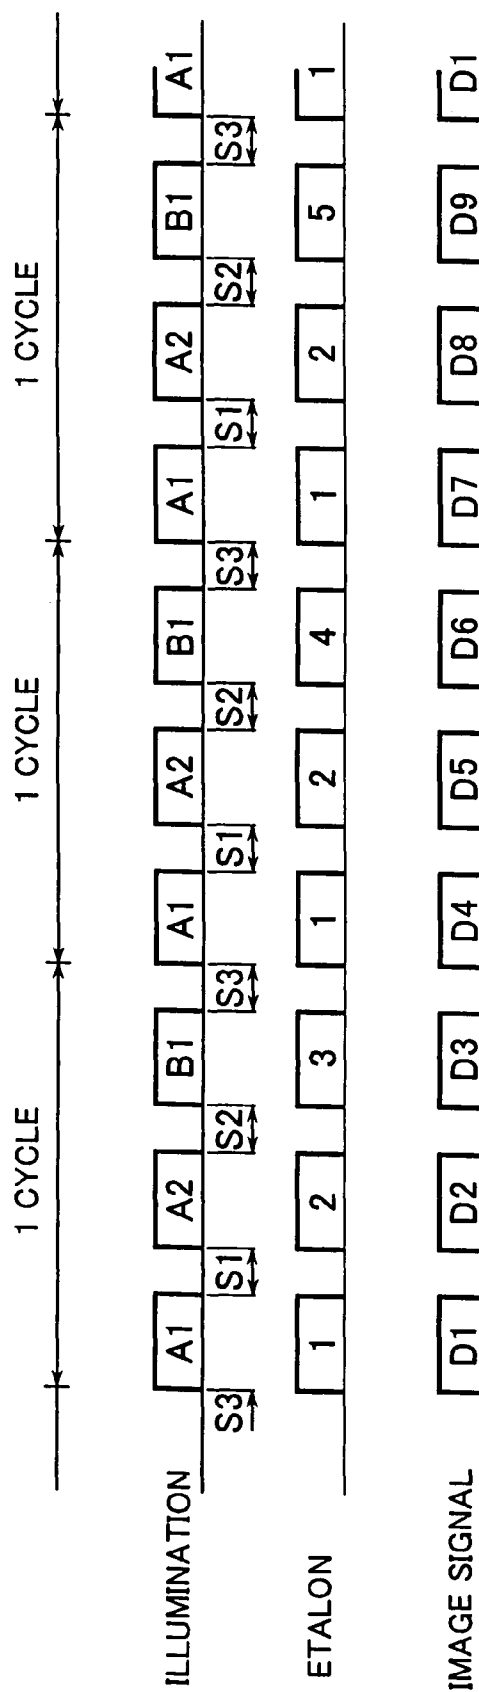 1 CYCLE 1 CYCLE 1 CYCLE
ILLUMINATION A1 A2 B1 A1 A2 B1 A1 A2 B1 A1
S3 S1 S2 S3 S1 S2 S3 S1 S2 S3
ETALON 1 2 3 1 2 4 1 2 5 1
IMAGE SIGNAL D1 D2 D3 D4 D5 D6 D7 D8 D9 D1